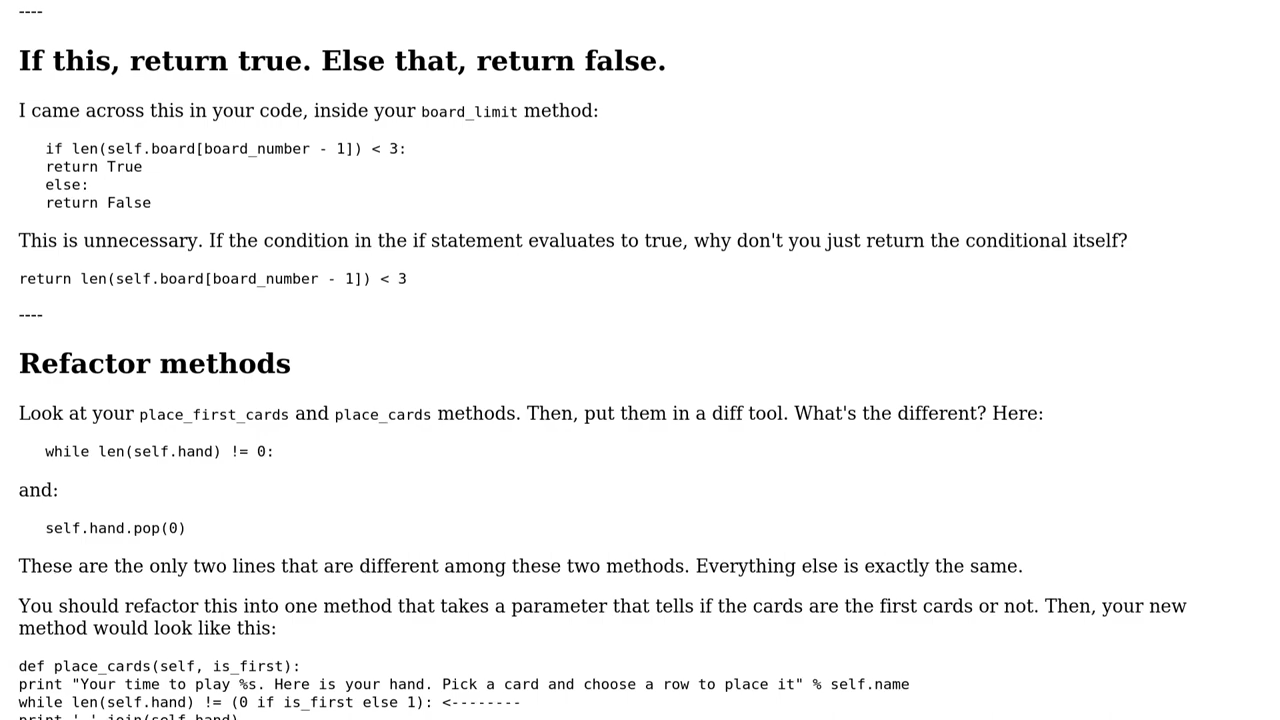 ----
If this, return true. Else that, return false.
I came across this in your code, inside your board_limit method:
if len(self.board[board_number - 1]) < 3:
return True
else:
return False
This is unnecessary. If the condition in the if statement evaluates to true, why don't you just return the conditional itself?
return len(self.board[board_number - 1]) < 3
----
Refactor methods
Look at your place_first_cards and place_cards methods. Then, put them in a diff tool. What's the different? Here:
while len(self.hand) != 0:
and:
self.hand.pop(0)
These are the only two lines that are different among these two methods. Everything else is exactly the same.
You should refactor this into one method that takes a parameter that tells if the cards are the first cards or not. Then, your new
method would look like this:
def place_cards(self, is_first):
print "Your time to play %s. Here is your hand. Pick a card and choose a row to place it" % self.name
while len(self.hand) != (0 if is_first else 1): <--------
print ' '.join(self.hand)